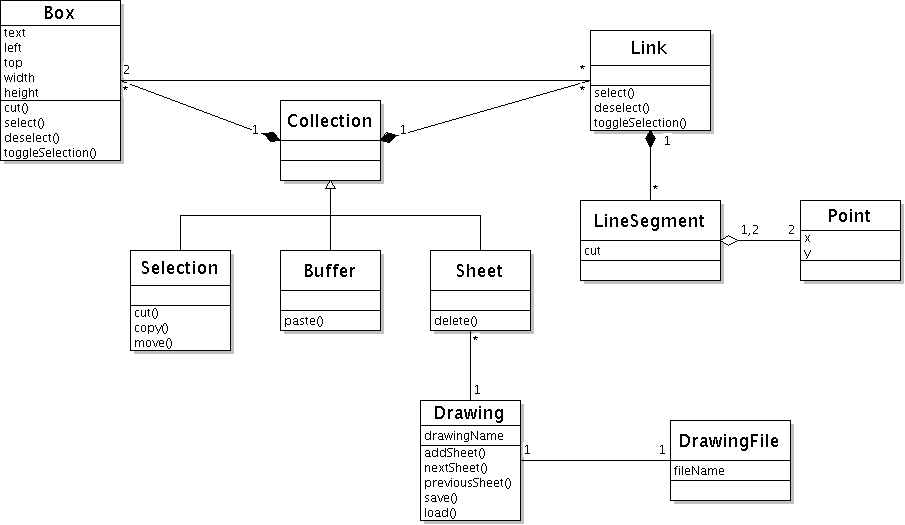 Box
text
left
top
width
height
cut()
select()
deselect()
toggleSelection()
2
*
*
*
Link
select()
deselect()
toggleSelection()
Collection
1
1
1
*
LineSegment
cut
1,2
2
Point
x
y
Selection
cut()
copy()
move()
Buffer
paste()
Sheet
delete()
*
1
Drawing
drawingName
addSheet()
nextSheet()
previousSheet()
save()
load()
1
1
DrawingFile
fileName